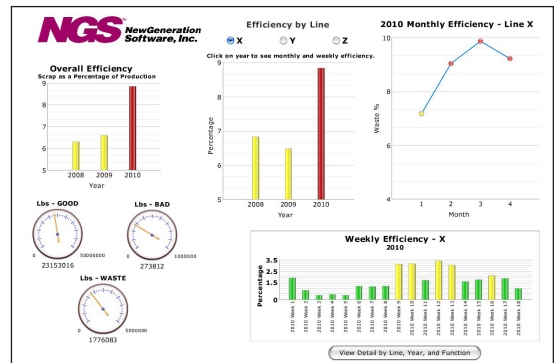 NGS NewGeneration
Software, Inc.
Overall Efficiency
Scrap as a Percentage of Production
9
8
7
6
5
2008 2009 2010
Year
Lbs - GOOD
0 50000000
23153016
Lbs - BAD
0 1000000
273812
Lbs - WASTE
0 5000000
1776083
Efficiency by Line
X Y Z
Click on year to see monthly and weekly efficiency.
Percentage
9
8
7
6
5
2008 2009 2010
Year
2010 Monthly Efficiency - Line X
Waste %
10
8
6
4
1 2 3 4
Month
Weekly Efficiency - X
2010
Percentage
3.5
2.5
1.5
0
2010 Week 1
2010 Week 2
2010 Week 3
2010 Week 4
2010 Week 5
2010 Week 6
2010 Week 7
2010 Week 8
2010 Week 9
2010 Week 10
2010 Week 11
2010 Week 12
2010 Week 13
2010 Week 14
2010 Week 15
2010 Week 16
2010 Week 17
2010 Week 18
View Detail by Line, Year, and Function